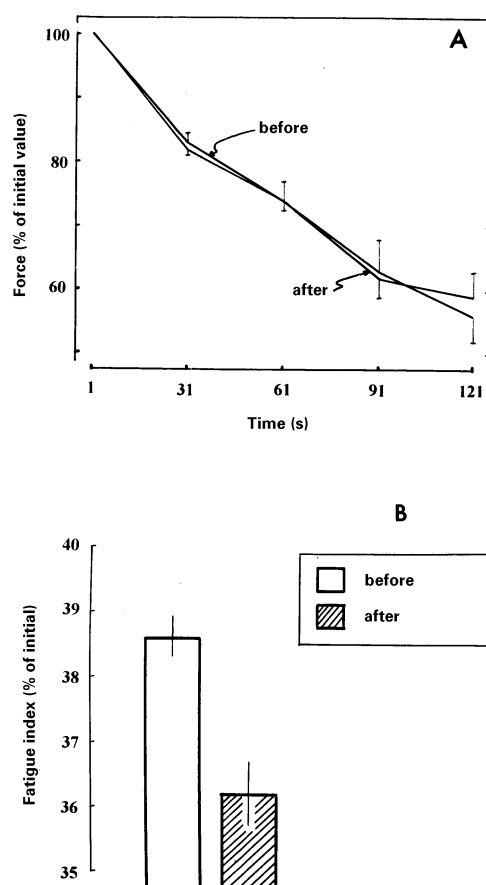 A
Force (% of initial value)
100
80
60
before
after
1 31 61 91 121
Time (s)
B
Fatigue index (% of initial)
40
39
38
37
36
35
before
after